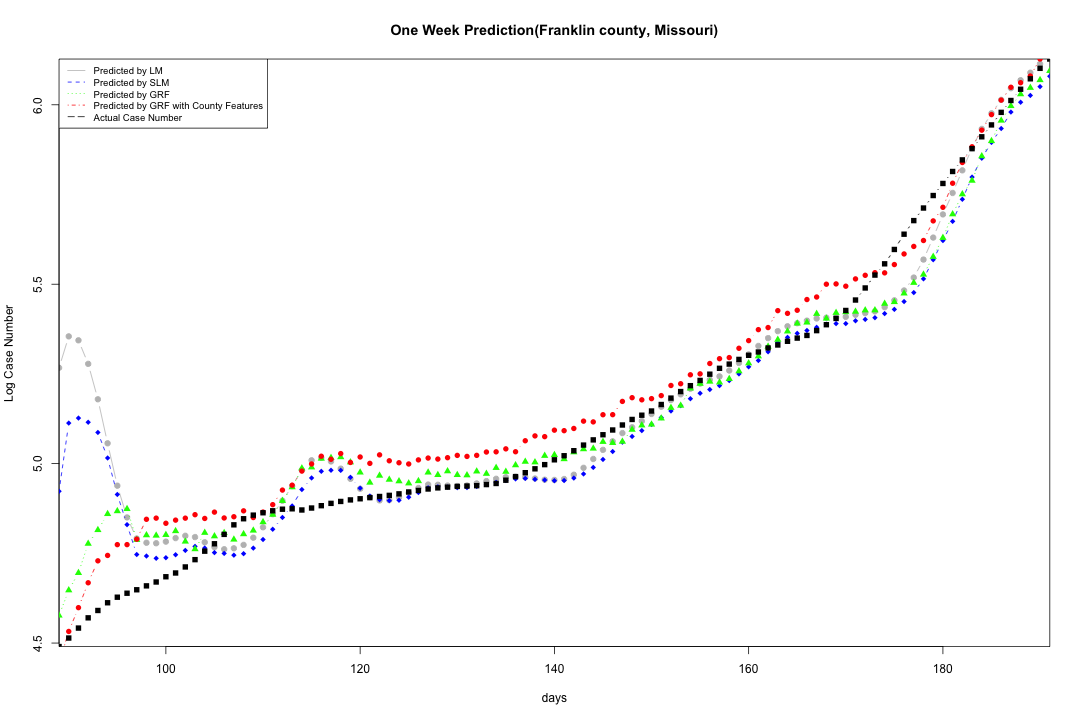 One Week Prediction(Franklin county, Missouri)
Predicted by LM
Predicted by SLM
Predicted by GRF
Predicted by GRF with County Features
Actual Case Number
Log Case Number
6.0
5.5
5.0
4.5
100 120 140 160 180
days